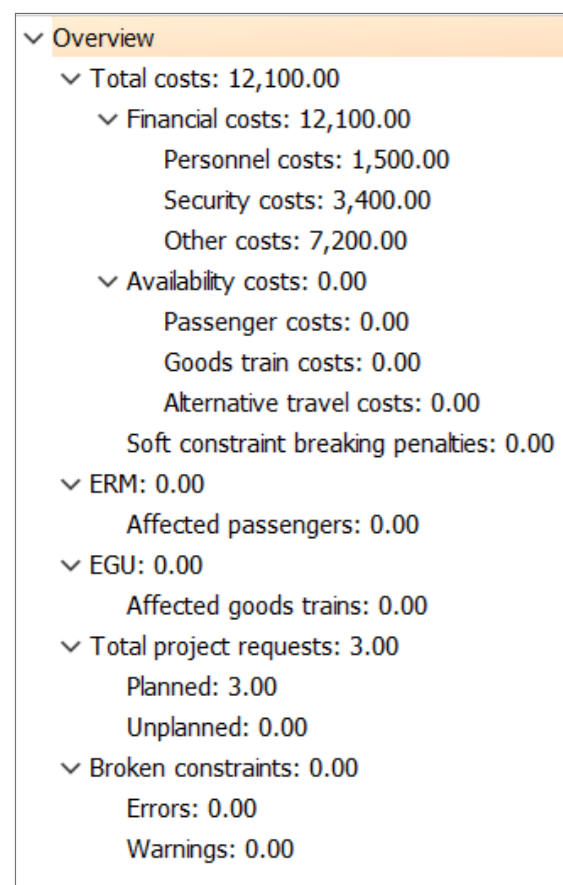 Overview
Total costs: 12,100.00
Financial costs: 12,100.00
Personnel costs: 1,500.00
Security costs: 3,400.00
Other costs: 7,200.00
Availability costs: 0.00
Passenger costs: 0.00
Goods train costs: 0.00
Alternative travel costs: 0.00
Soft constraint breaking penalties: 0.00
ERM: 0.00
Affected passengers: 0.00
EGU: 0.00
Affected goods trains: 0.00
Total project requests: 3.00
Planned: 3.00
Unplanned: 0.00
Broken constraints: 0.00
Errors: 0.00
Warnings: 0.00